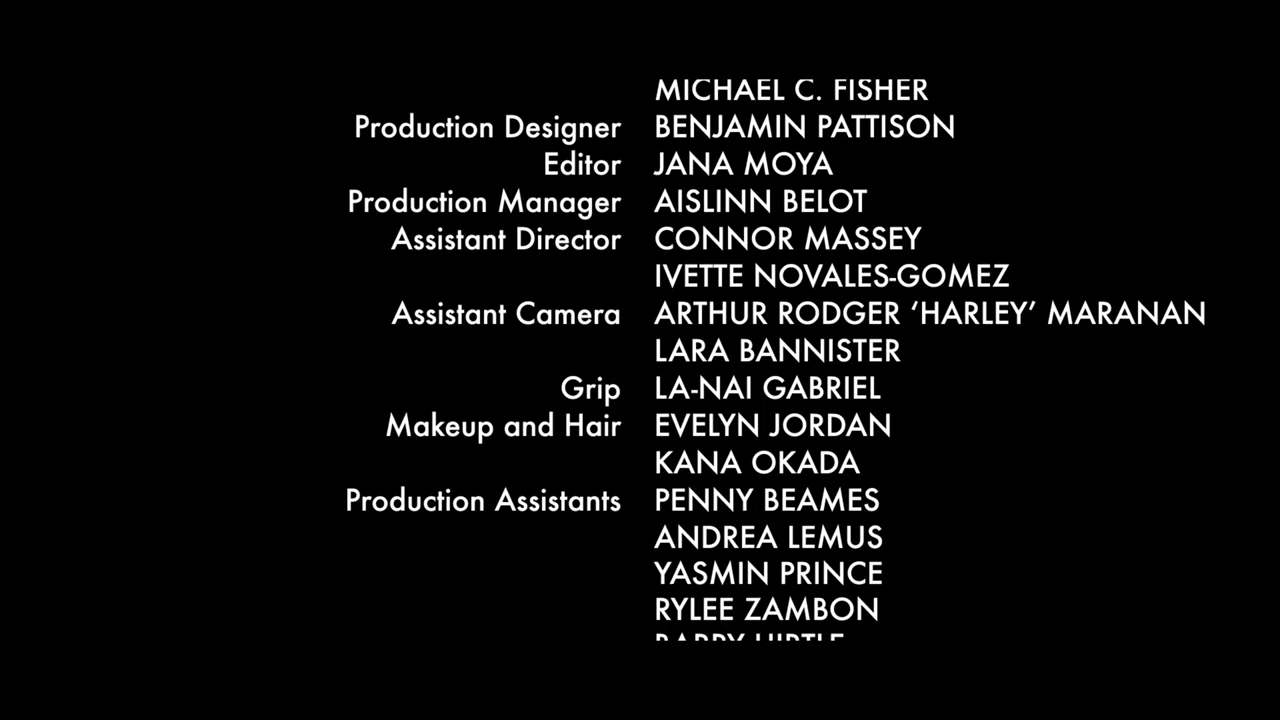 MICHAEL C. FISHER
Production Designer BENJAMIN PATTISON
Editor JANA MOYA
Production Manager AISLINN BELOT
Assistant Director CONNOR MASSEY
IVETTE NOVALES-GOMEZ
Assistant Camera ARTHUR RODGER ‘HARLEY’ MARANAN
LARA BANNISTER
Grip LA-NAI GABRIEL
Makeup and Hair EVELYN JORDAN
KANA OKADA
Production Assistants PENNY BEAMES
ANDREA LEMUS
YASMIN PRINCE
RYLEE ZAMBON